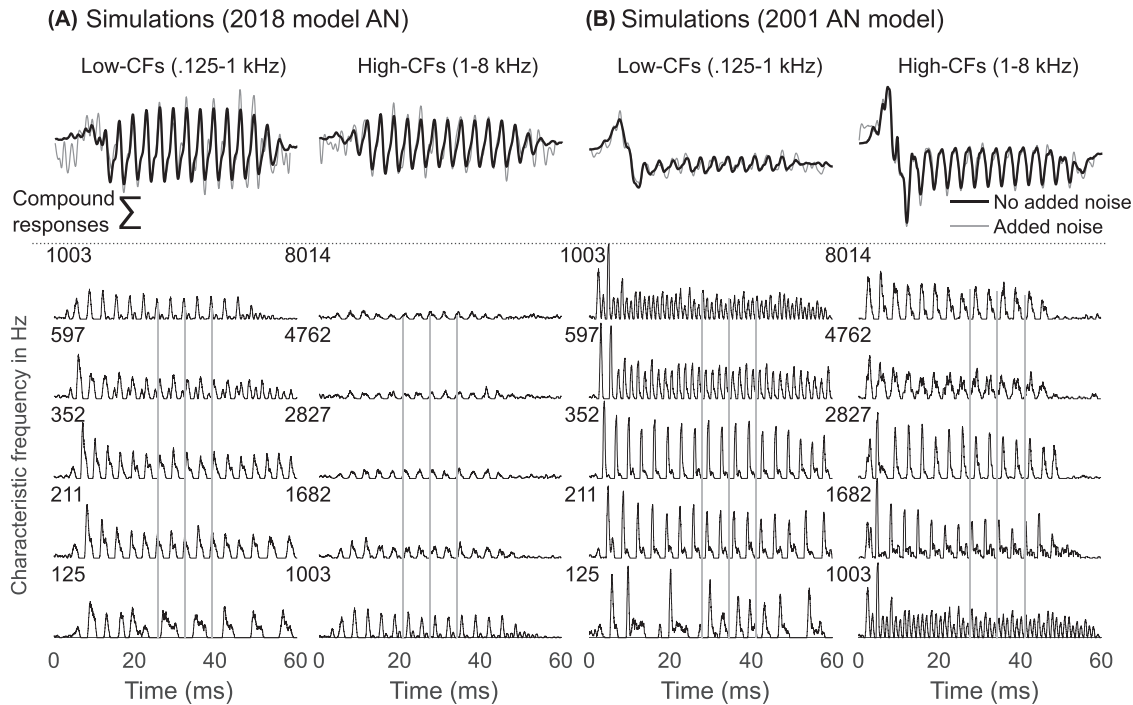 (A) Simulations (2018 model AN)
(B) Simulations (2001 AN model)
Low-CFs (.125-1 kHz)
High-CFs (1-8 kHz)
Low-CFs (.125-1 kHz)
High-CFs (1-8 kHz)
Compound
responses ∑
No added noise
Added noise
Characteristic frequency in Hz
1003
597
352
211
125
8014
4762
2827
1682
1003
1003
597
352
211
125
8014
4762
2827
1682
1003
0 20 40 60
0 20 40 60
0 20 40 60
0 20 40 60
Time (ms)
Time (ms)
Time (ms)
Time (ms)